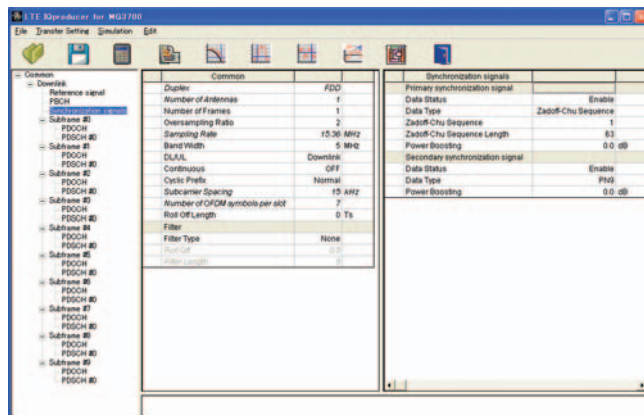 LTE IQproducer for MG3700
File Transfer Setting Simulation Edit
Common
Downlink
Reference signal
PBCH
Synchronization signals
Subframe #0
PDCCH
PDSCH #0
Subframe #1
PDCCH
PDSCH #0
Subframe #2
PDCCH
PDSCH #0
Subframe #3
PDCCH
PDSCH #0
Subframe #4
PDCCH
PDSCH #0
Subframe #5
PDCCH
PDSCH #0
Subframe #6
PDCCH
PDSCH #0
Subframe #7
PDCCH
PDSCH #0
Subframe #8
PDCCH
PDSCH #0
Subframe #9
PDCCH
PDSCH #0
Common
Duplex FDD
Number of Antennas 1
Number of Frames 1
Oversampling Ratio 2
Sampling Rate 15.36 MHz
Band Width 5 MHz
DL/UL Downlink
Continuous OFF
Cyclic Prefix Normal
Subcarrier Spacing 15 kHz
Number of OFDM symbols per slot 7
Roll Off Length 0 Ts
Filter
Filter Type None
Roll Off
Filter Length
Synchronization signals
Primary synchronization signal
Data Status Enable
Data Type Zadoff-Chu Sequence
Zadoff-Chu Sequence 1
Zadoff-Chu Sequence Length 63
Power Boosting 0.0 dB
Secondary synchronization signal
Data Status Enable
Data Type PN9
Power Boosting 0.0 dB